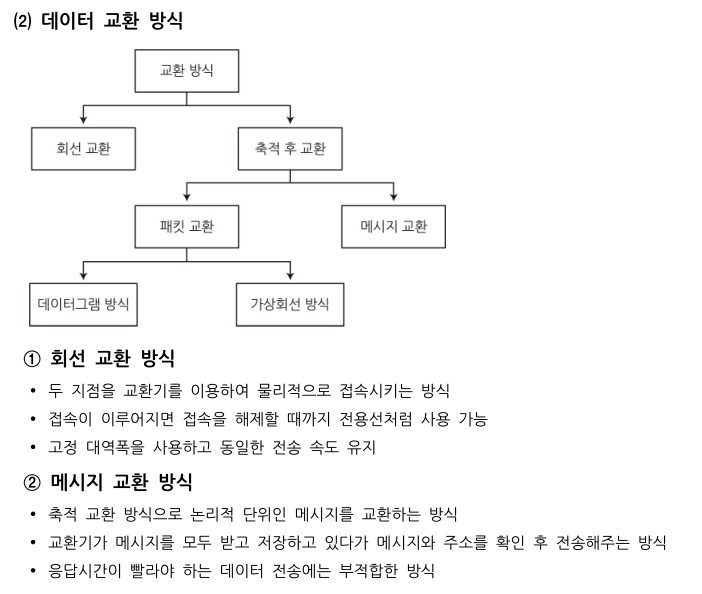 (2) 데이터 교환 방식
교환 방식
회선 교환
축적 후 교환
패킷 교환
메시지 교환
데이터그램 방식
가상회선 방식
① 회선 교환 방식
• 두 지점을 교환기를 이용하여 물리적으로 접속시키는 방식
• 접속이 이루어지면 접속을 해제할 때까지 전용선처럼 사용 가능
• 고정 대역폭을 사용하고 동일한 전송 속도 유지
② 메시지 교환 방식
• 축적 교환 방식으로 논리적 단위인 메시지를 교환하는 방식
• 교환기가 메시지를 모두 받고 저장하고 있다가 메시지와 주소를 확인 후 전송해주는 방식
• 응답시간이 빨라야 하는 데이터 전송에는 부적합한 방식